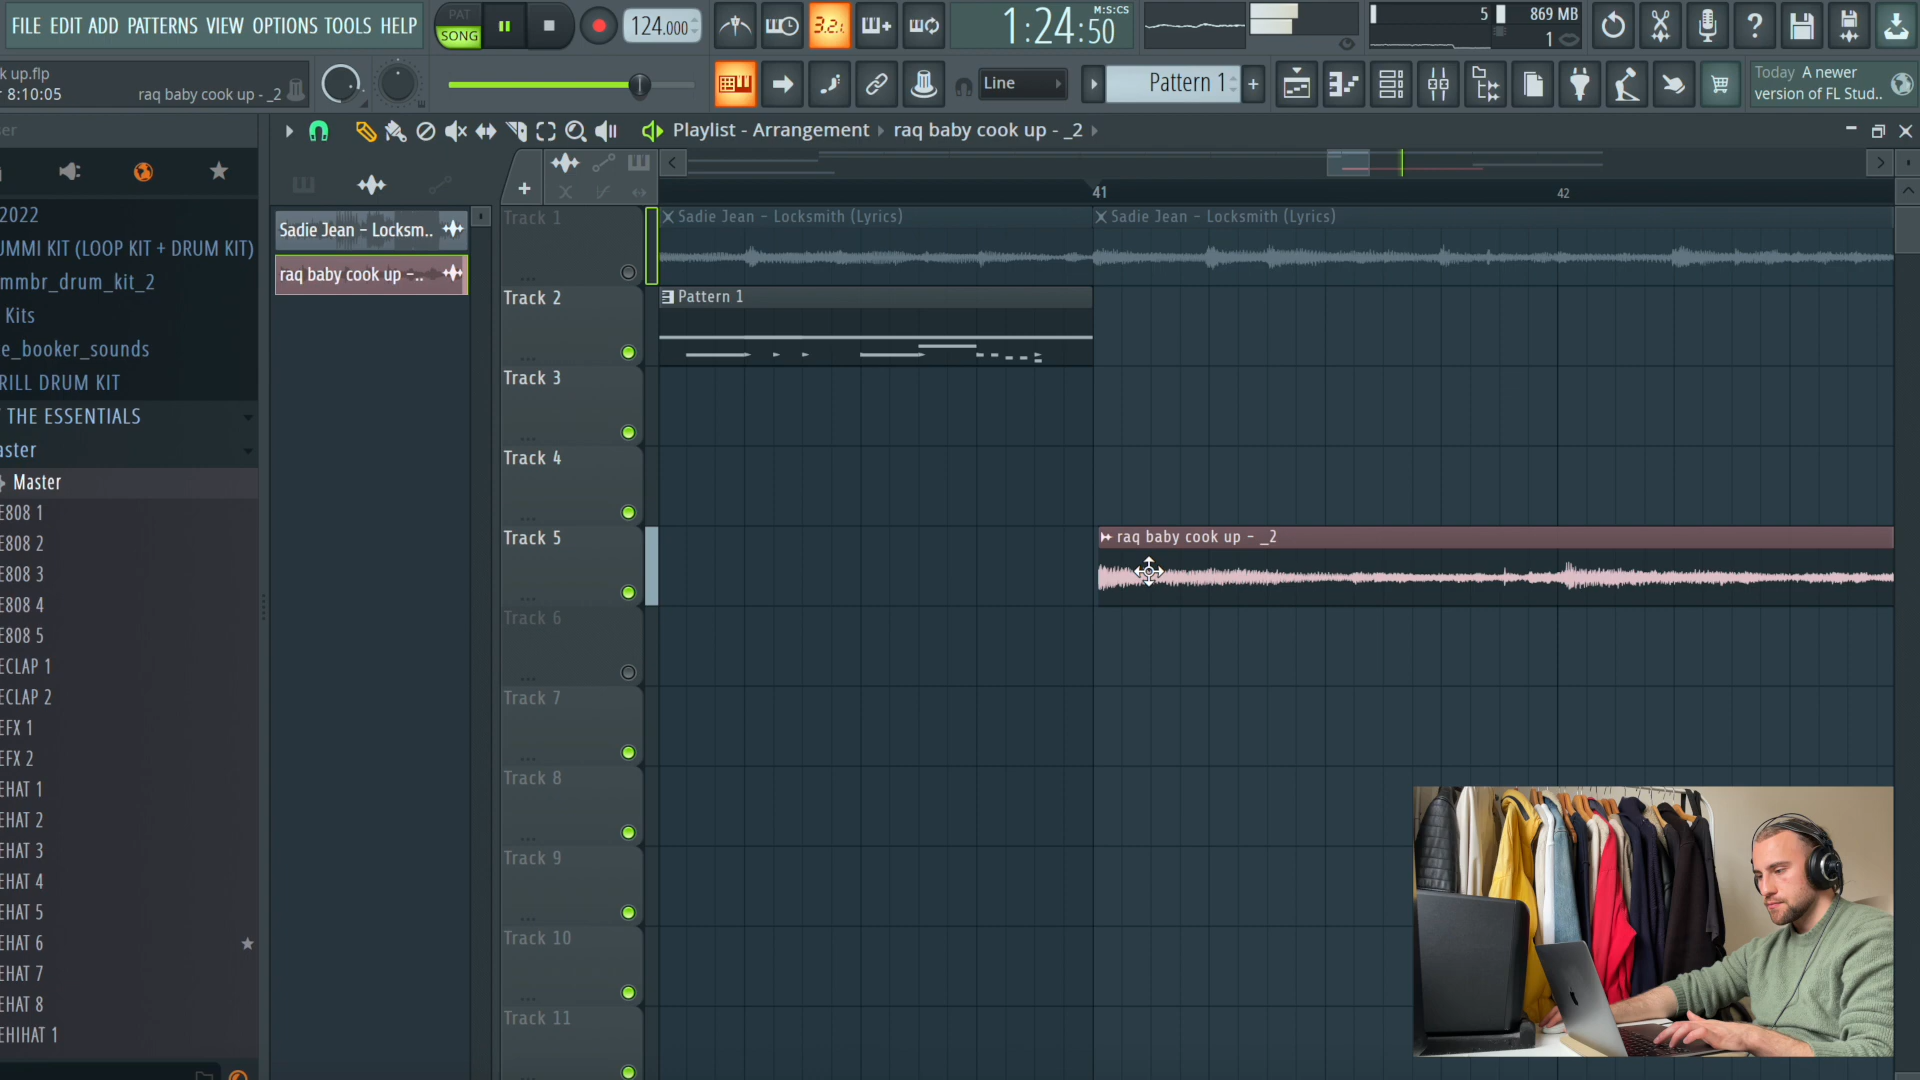 FILE EDIT ADD PATTERNS VIEW OPTIONS TOOLS HELP
PAT
SONG
124.000
3.2.
1:24:50
M:S:CS
5
869 MB
1
k up.flp
8:10:05
raq baby cook up - _2
Line
Pattern 1
+
Today A newer
version of FL Stud..
ser
Playlist - Arrangement raq baby cook up - _2
41
42
2022
UMMI KIT (LOOP KIT + DRUM KIT)
mmbr_drum_kit_2
Kits
e_booker_sounds
RILL DRUM KIT
THE ESSENTIALS
aster
Master
E808 1
E808 2
E808 3
E808 4
E808 5
ECLAP 1
ECLAP 2
EFX 1
EFX 2
EHAT 1
EHAT 2
EHAT 3
EHAT 4
EHAT 5
EHAT 6
EHAT 7
EHAT 8
EHIHAT 1
Sadie Jean - Locksm..
raq baby cook up -..
Track 1
Track 2
Track 3
Track 4
Track 5
Track 6
Track 7
Track 8
Track 9
Track 10
Track 11
Sadie Jean - Locksmith (Lyrics)
Sadie Jean - Locksmith (Lyrics)
Pattern 1
raq baby cook up - _2